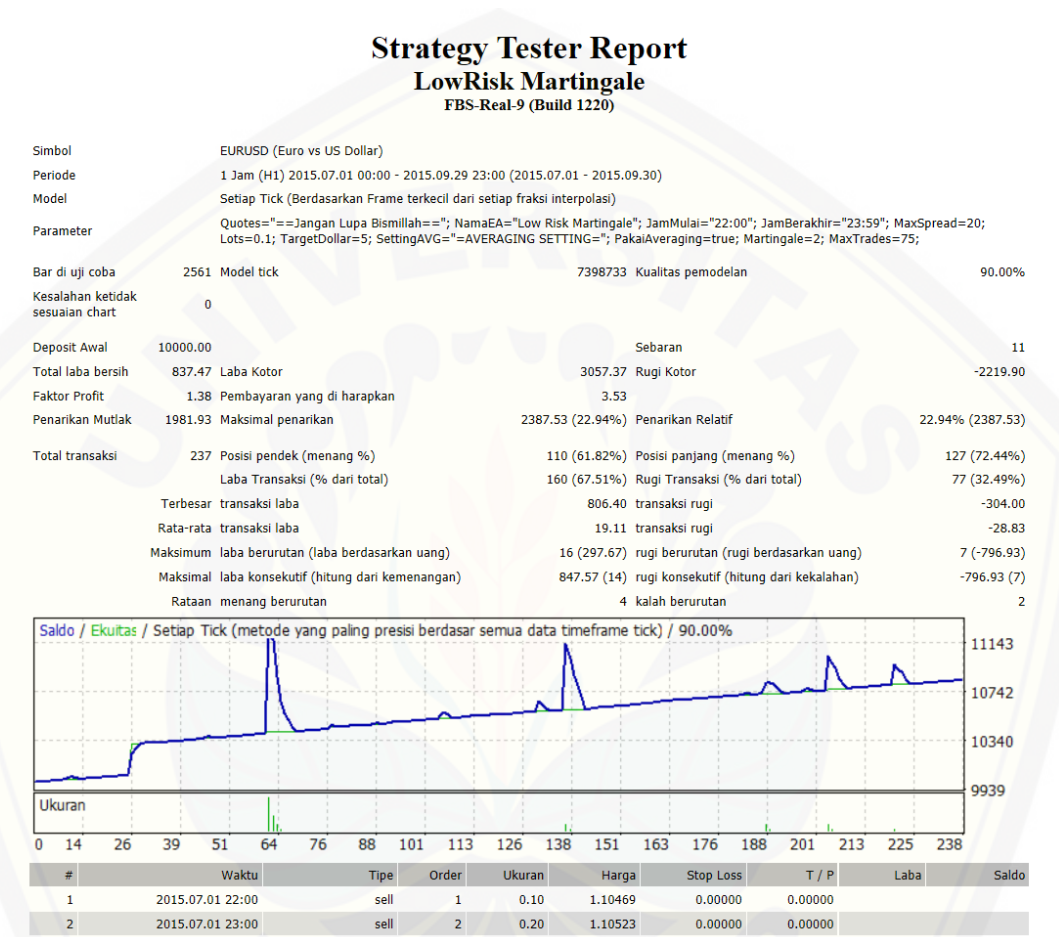 Strategy Tester Report
LowRisk Martingale
FBS-Real-9 (Build 1220)
Simbol EURUSD (Euro vs US Dollar)
Periode 1 Jam (H1) 2015.07.01 00:00 - 2015.09.29 23:00 (2015.07.01 - 2015.09.30)
Model Setiap Tick (Berdasarkan Frame terkecil dari setiap fraksi interpolasi)
Parameter Quotes="==Jangan Lupa Bismillah=="; NamaEA="Low Risk Martingale"; JamMulai="22:00"; JamBerakhir="23:59"; MaxSpread=20;
Lots=0.1; TargetDollar=5; SettingAVG="=AVERAGING SETTING="; PakaiAveraging=true; Martingale=2; MaxTrades=75;
Bar di uji coba 2561 Model tick 7398733 Kualitas pemodelan 90.00%
Kesalahan ketidak
sesuaian chart 0
Deposit Awal 10000.00 Sebaran 11
Total laba bersih 837.47 Laba Kotor 3057.37 Rugi Kotor -2219.90
Faktor Profit 1.38 Pembayaran yang di harapkan 3.53
Penarikan Mutlak 1981.93 Maksimal penarikan 2387.53 (22.94%) Penarikan Relatif 22.94% (2387.53)
Total transaksi 237 Posisi pendek (menang %) 110 (61.82%) Posisi panjang (menang %) 127 (72.44%)
Laba Transaksi (% dari total) 160 (67.51%) Rugi Transaksi (% dari total) 77 (32.49%)
Terbesar transaksi laba 806.40 transaksi rugi -304.00
Rata-rata transaksi laba 19.11 transaksi rugi -28.83
Maksimum laba berurutan (laba berdasarkan uang) 16 (297.67) rugi berurutan (rugi berdasarkan uang) 7 (-796.93)
Maksimal laba konsekutif (hitung dari kemenangan) 847.57 (14) rugi konsekutif (hitung dari kekalahan) -796.93 (7)
Rataan menang berurutan 4 kalah berurutan 2
Saldo / Ekuitas / Setiap Tick (metode yang paling presisi berdasar semua data timeframe tick) / 90.00%
11143
10742
10340
9939
Ukuran
0 14 26 39 51 64 76 88 101 113 126 138 151 163 176 188 201 213 225 238
# Waktu Tipe Order Ukuran Harga Stop Loss T / P Laba Saldo
1 2015.07.01 22:00 sell 1 0.10 1.10469 0.00000 0.00000
2 2015.07.01 23:00 sell 2 0.20 1.10523 0.00000 0.00000
UNIVERSITAS